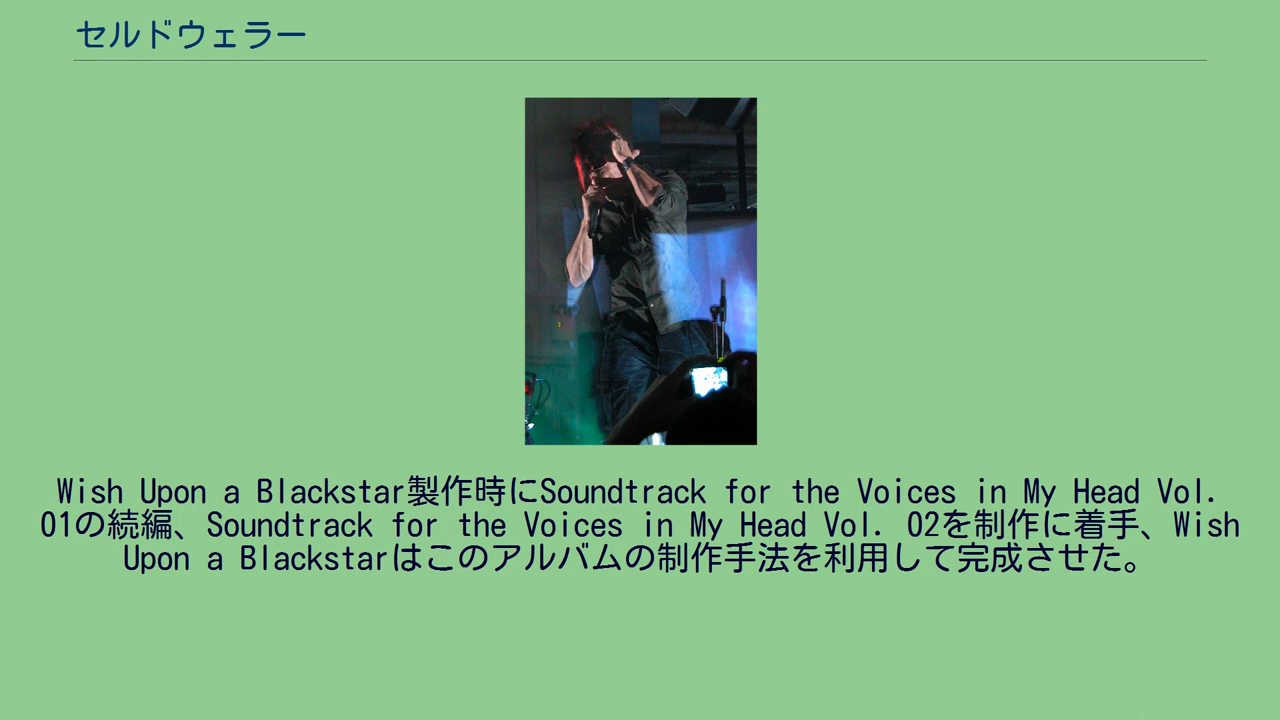 セルドウェラー
Wish Upon a Blackstar製作時にSoundtrack for the Voices in My Head Vol.
01の続編、Soundtrack for the Voices in My Head Vol. 02を制作に着手、Wish
Upon a Blackstarはこのアルバムの制作手法を利用して完成させた。